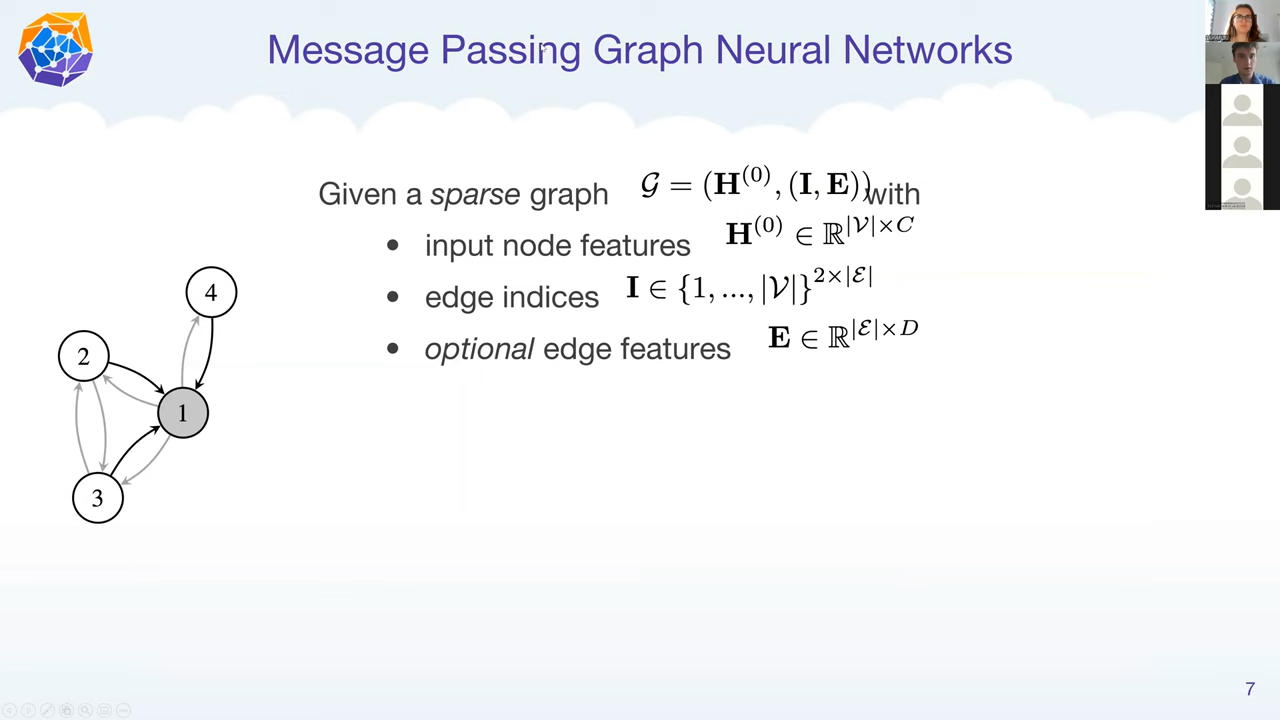 Message Passing Graph Neural Networks
Given a sparse graph 𝒢 = (𝐇⁽⁰⁾, (𝐈, 𝐄)) with
• input node features 𝐇⁽⁰⁾ ∈ ℝ^{|𝒱|×C}
• edge indices 𝐈 ∈ {1, ..., |𝒱|}^{2×|ℰ|}
• optional edge features 𝐄 ∈ ℝ^{|ℰ|×D}
4
2
1
3
7